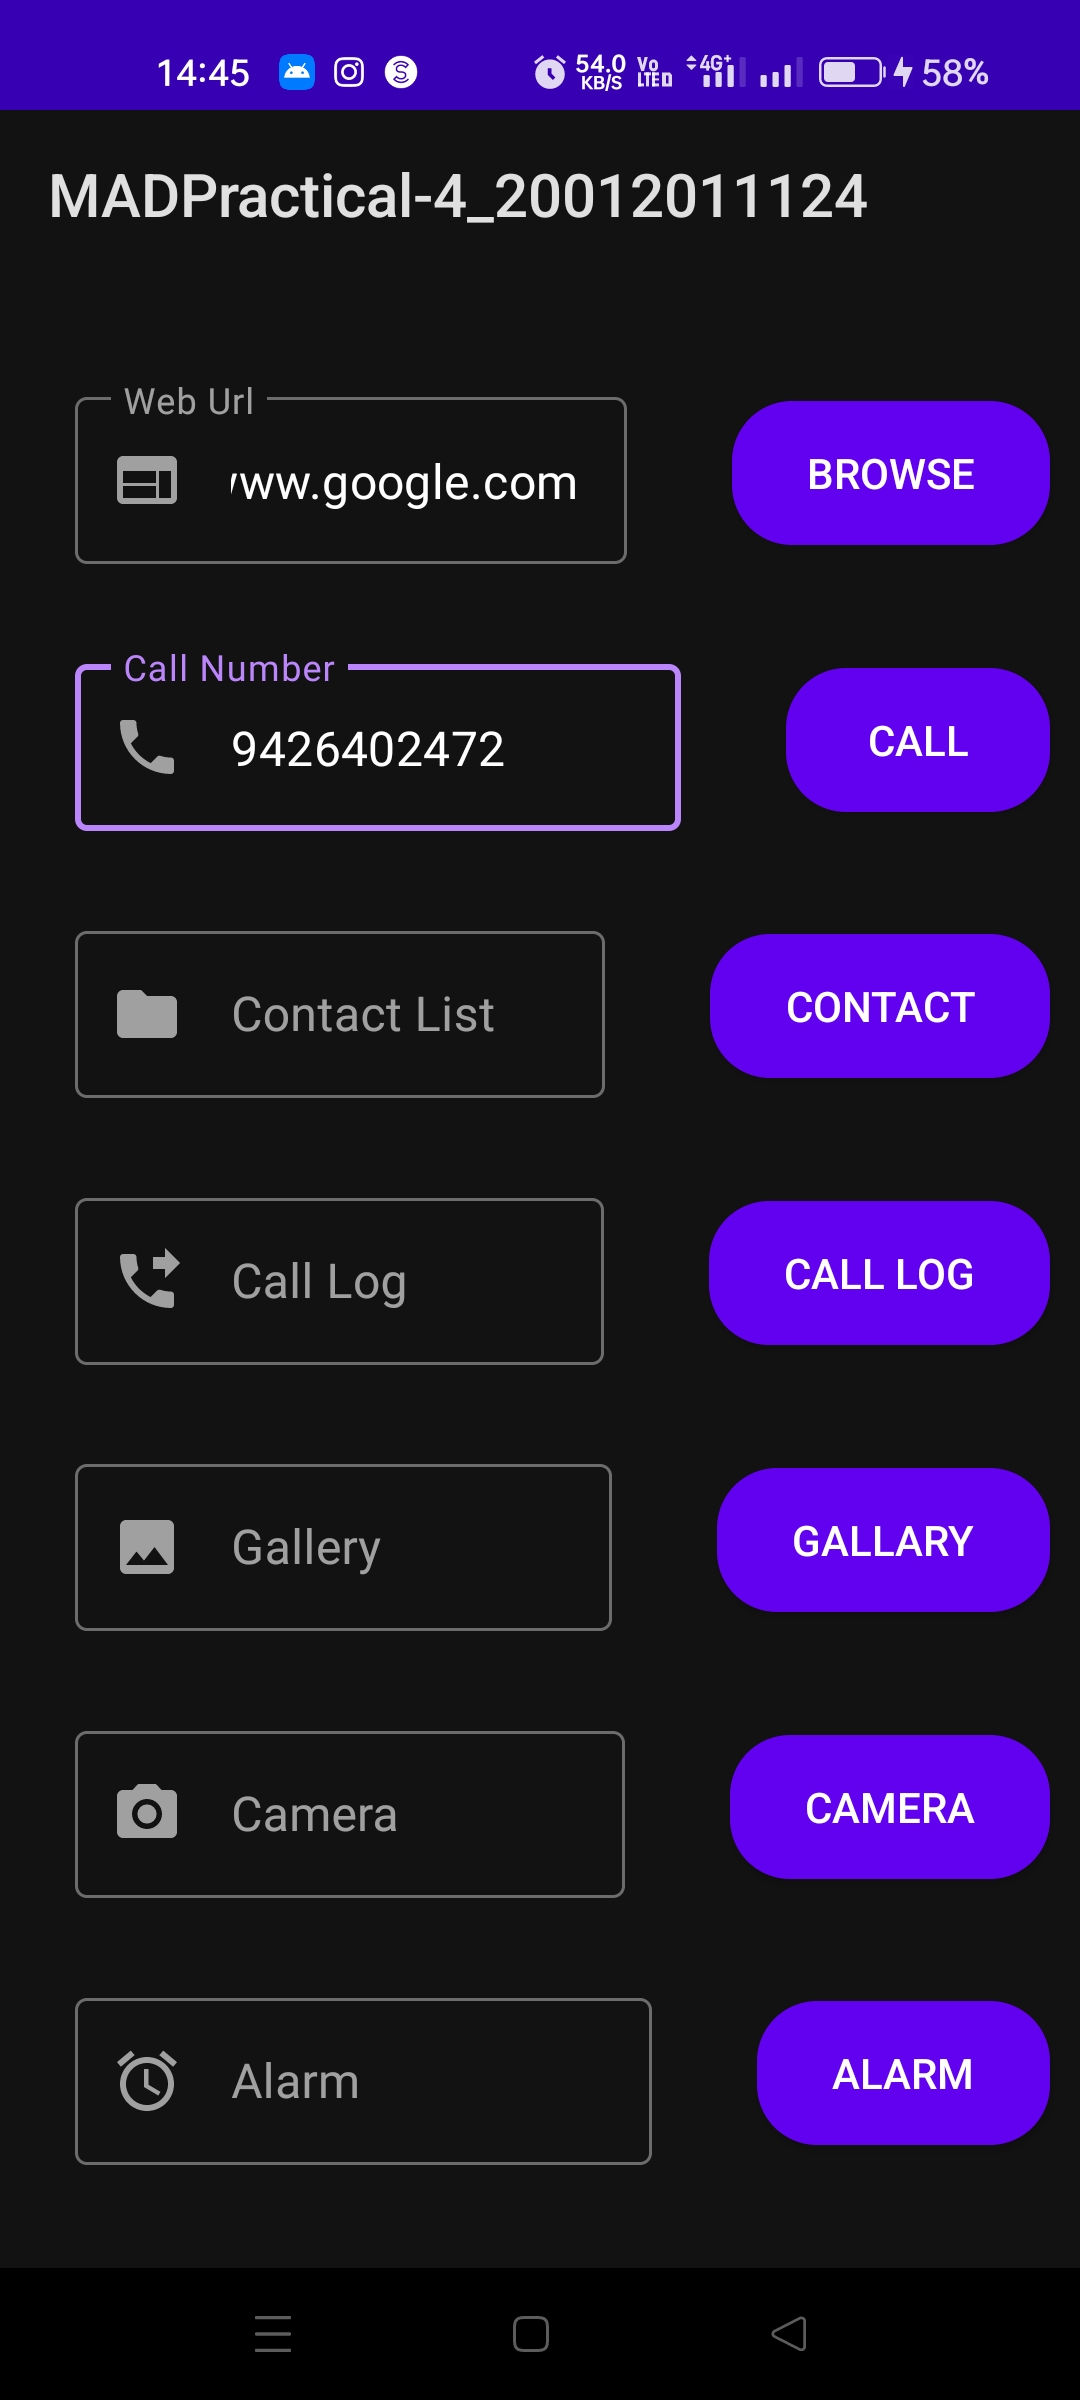 14:45 54.0 KB/S Vo LTE D 4G+ 58%
MADPractical-4_20012011124
Web Url
www.google.com BROWSE
Call Number
9426402472 CALL
Contact List CONTACT
Call Log CALL LOG
Gallery GALLARY
Camera CAMERA
Alarm ALARM